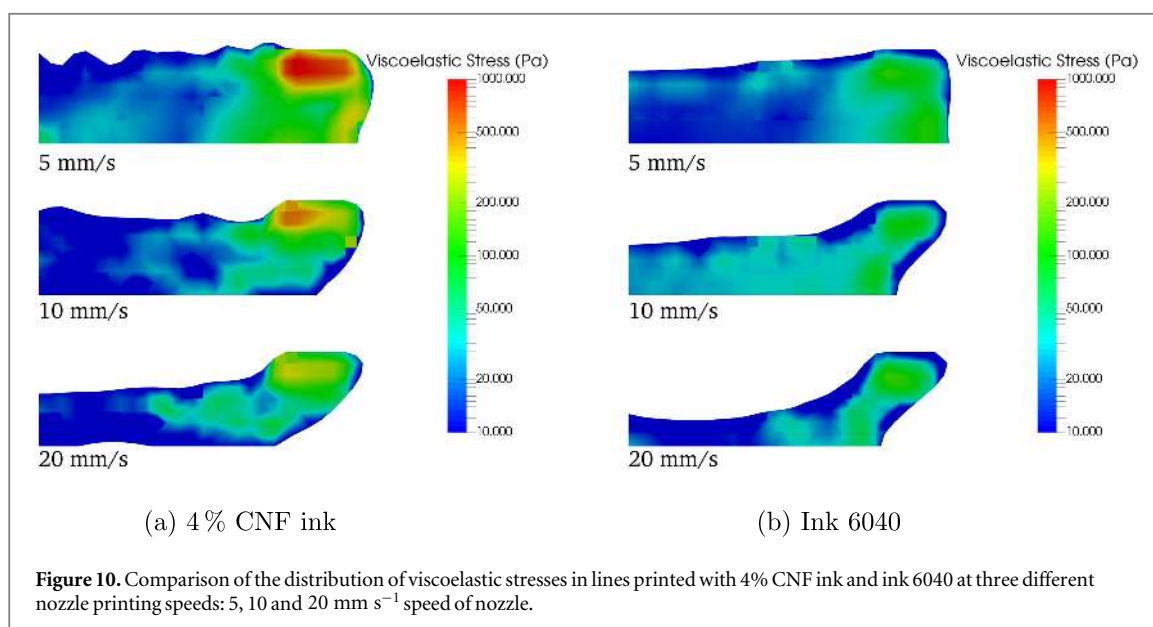 Viscoelastic Stress (Pa)
1000.000
500.000
200.000
100.000
50.000
20.000
10.000
5 mm/s
10 mm/s
20 mm/s
(a) 4 % CNF ink
Viscoelastic Stress (Pa)
1000.000
500.000
200.000
100.000
50.000
20.000
10.000
5 mm/s
10 mm/s
20 mm/s
(b) Ink 6040
Figure 10. Comparison of the distribution of viscoelastic stresses in lines printed with 4% CNF ink and ink 6040 at three different
nozzle printing speeds: 5, 10 and 20 mm s⁻¹ speed of nozzle.